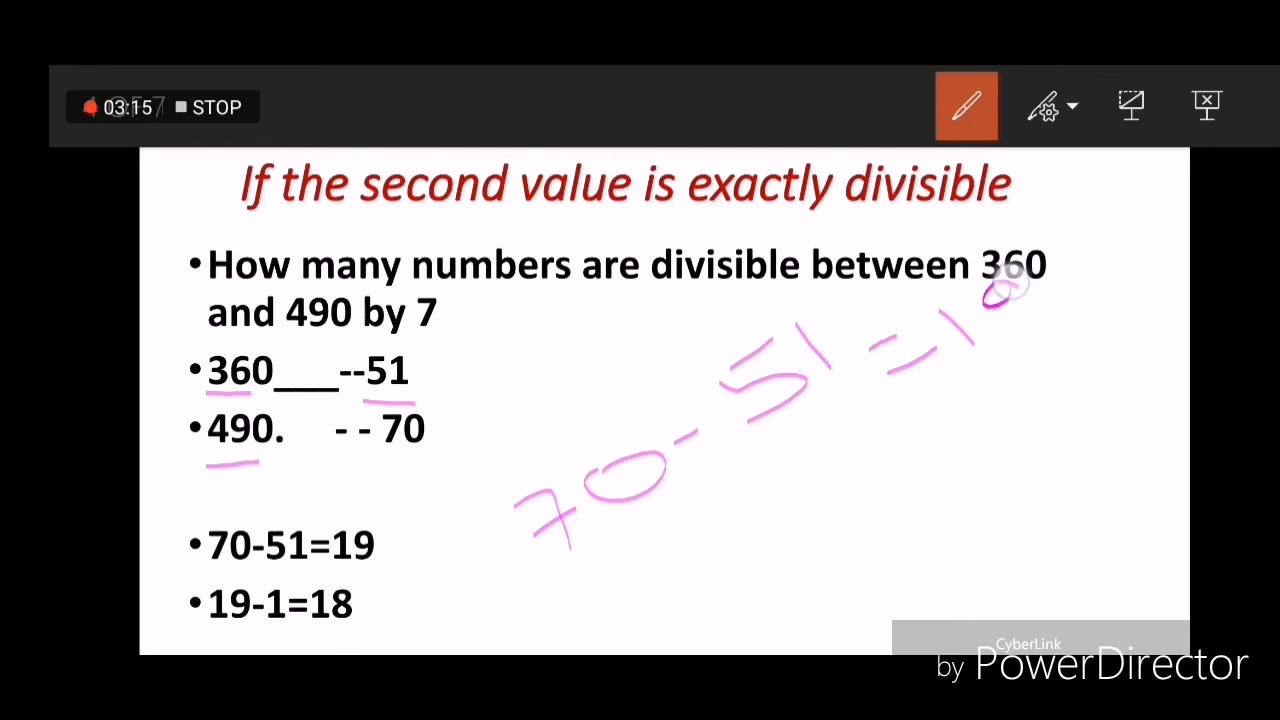 03:15 STOP
If the second value is exactly divisible
•How many numbers are divisible between 360
and 490 by 7
•360___--51
•490. - - 70
70-51=1
•70-51=19
•19-1=18
CyberLink
by PowerDirector